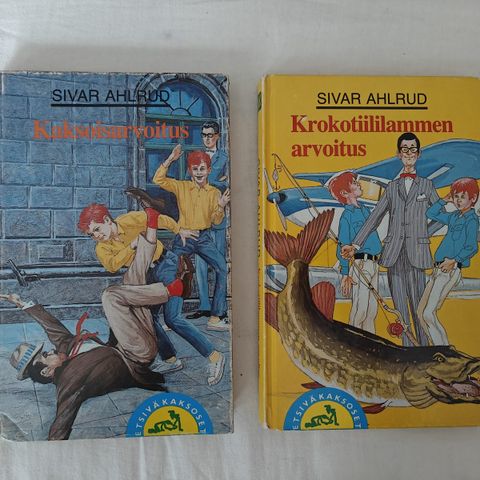 SIVAR AHLRUD
Kaksoisarvoitus
ETSIVÄKAKSOSET
SIVAR AHLRUD
Krokotiililammen
arvoitus
ETSIVÄKAKSOSET